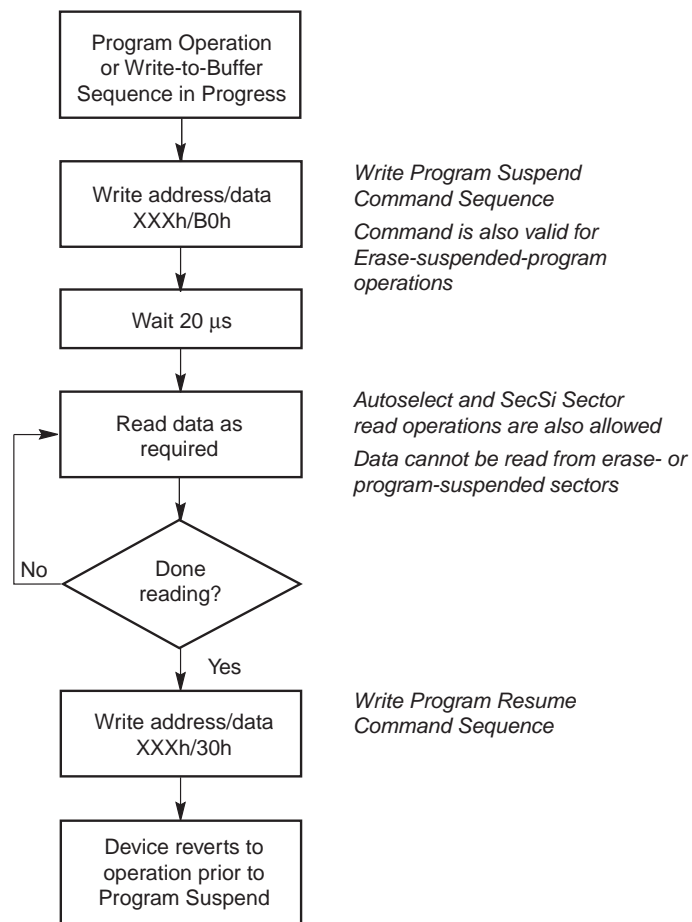 Program Operation
or Write-to-Buffer
Sequence in Progress
Write address/data
XXXh/B0h
Write Program Suspend
Command Sequence
Command is also valid for
Erase-suspended-program
operations
Wait 20 μs
Read data as
required
Autoselect and SecSi Sector
read operations are also allowed
Data cannot be read from erase- or
program-suspended sectors
No
Done
reading?
Yes
Write address/data
XXXh/30h
Write Program Resume
Command Sequence
Device reverts to
operation prior to
Program Suspend